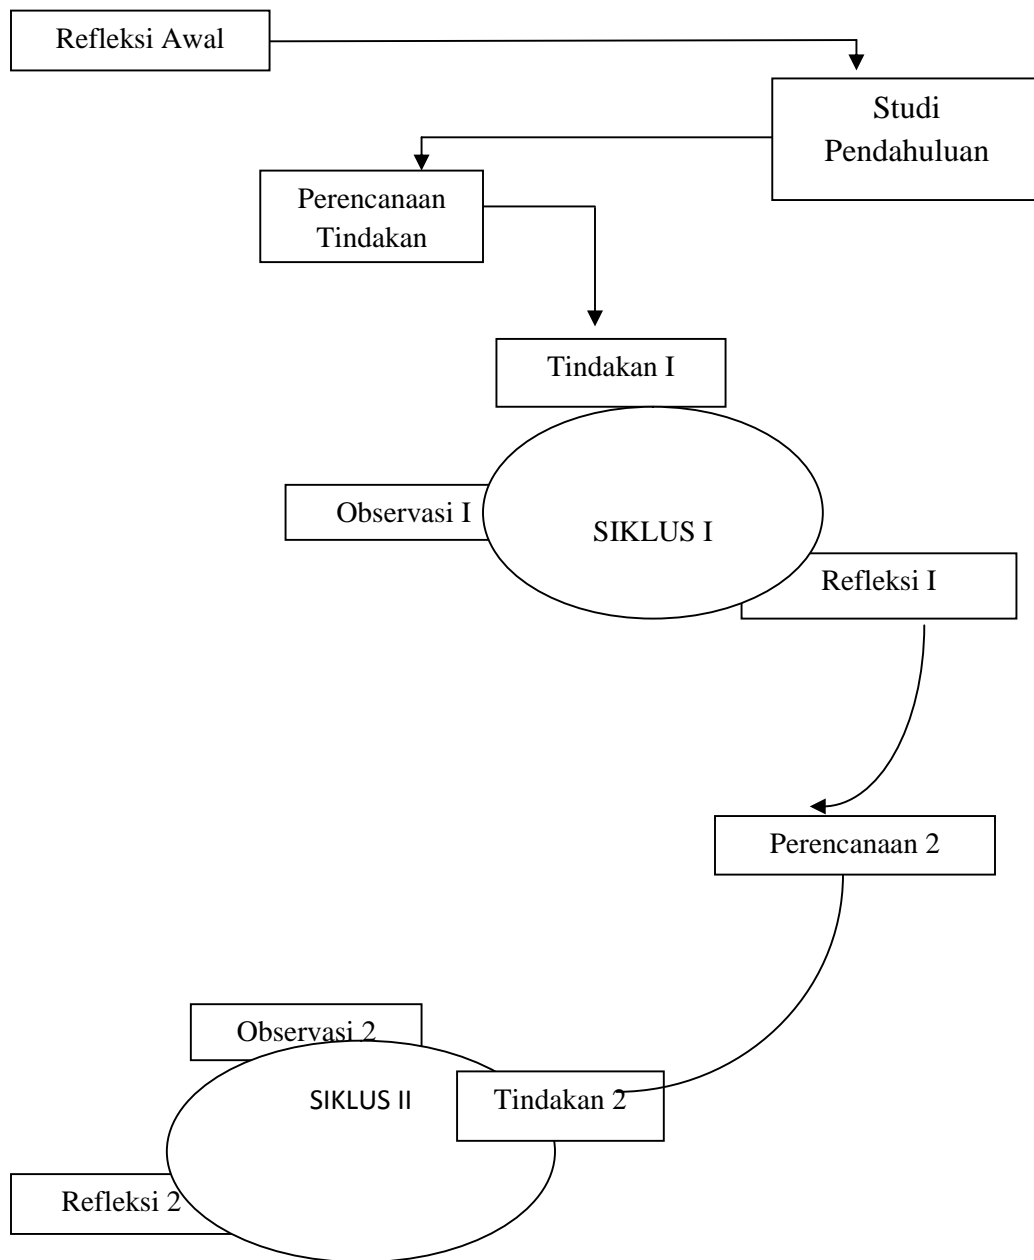 Refleksi Awal
Studi
Pendahuluan
Perencanaan
Tindakan
Tindakan I
Observasi I
SIKLUS I
Refleksi I
Perencanaan 2
Observasi 2
SIKLUS II
Tindakan 2
Refleksi 2